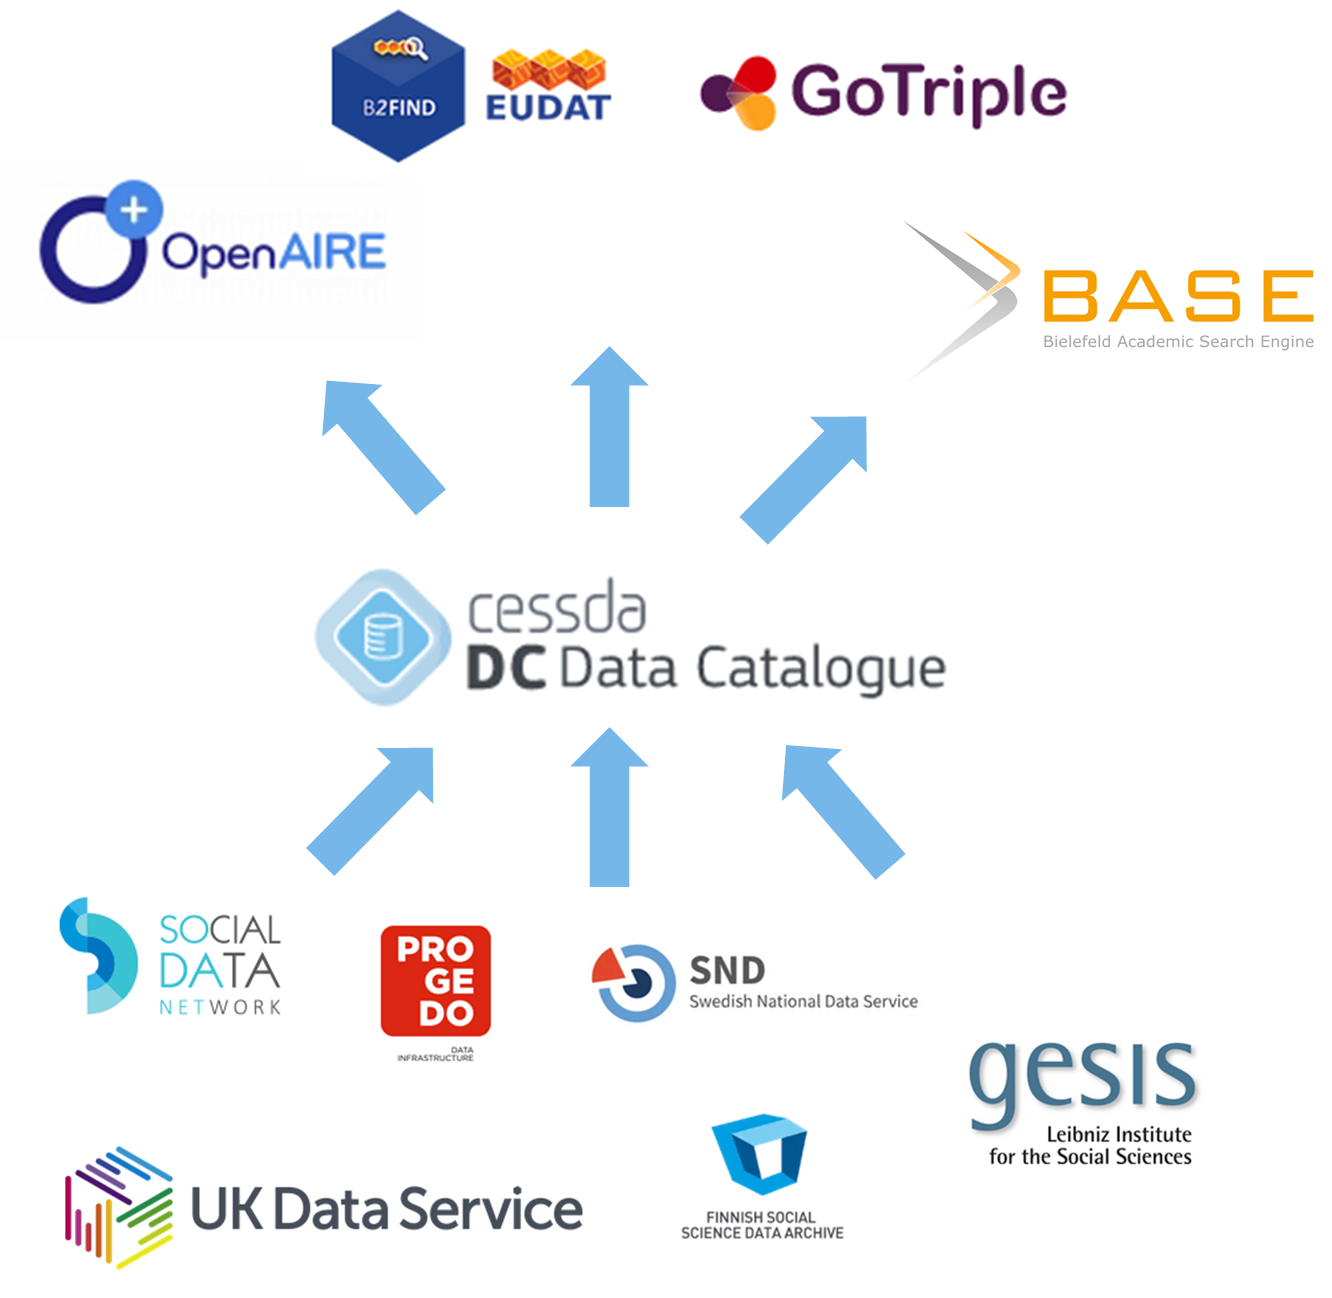 B2FIND
EUDAT
GoTriple
OpenAIRE
BASE
Bielefeld Academic Search Engine
cessda
DC Data Catalogue
SOCIAL
DATA
NETWORK
PRO
GE
DO
DATA
INFRASTRUCTURE
SND
Swedish National Data Service
gesis
Leibniz Institute
for the Social Sciences
UK Data Service
FINNISH SOCIAL
SCIENCE DATA ARCHIVE